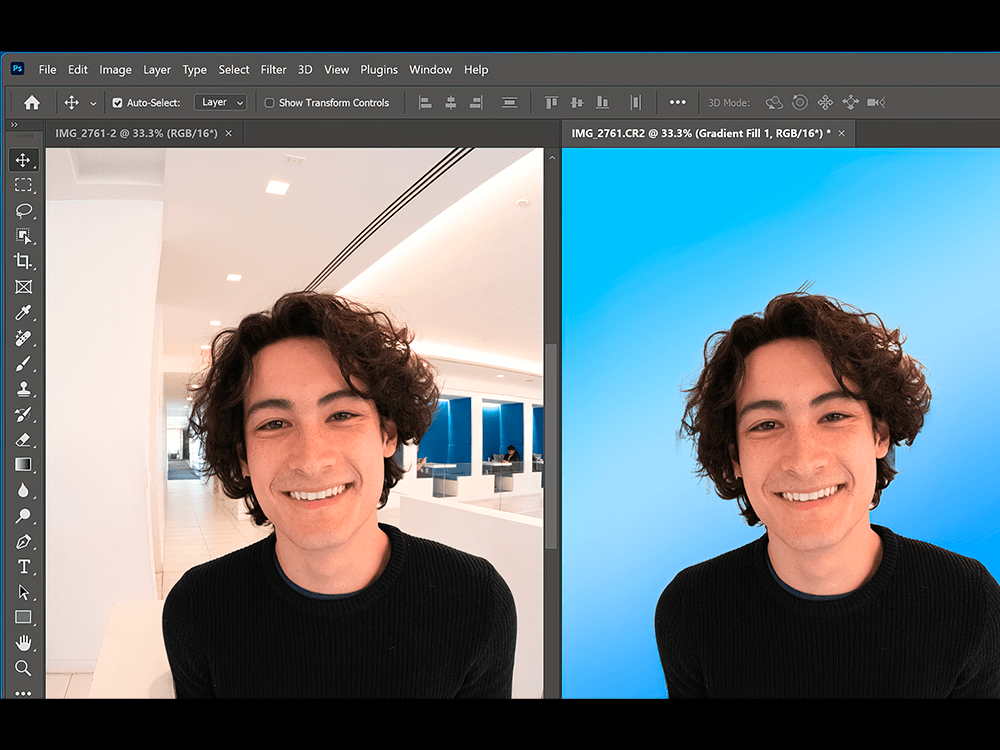 Ps File Edit Image Layer Type Select Filter 3D View Plugins Window Help
Auto-Select: Layer Show Transform Controls 3D Mode:
IMG_2761-2 @ 33.3% (RGB/16*) × IMG_2761.CR2 @ 33.3% (Gradient Fill 1, RGB/16*) * ×
T